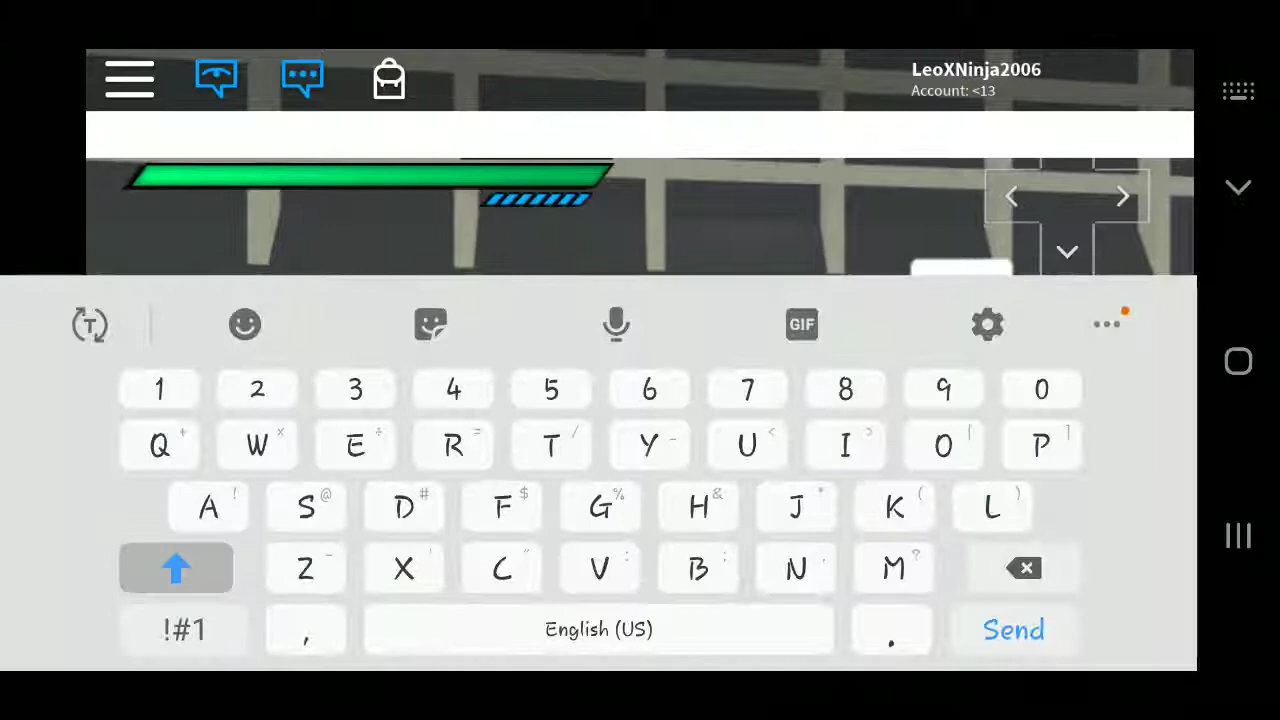 LeoXNinja2006
Account: <13
T GIF
1 2 3 4 5 6 7 8 9 0
Q + W × E ÷ R = T / Y _ U < I > O [ P ]
A ! S @ D # F $ G % H & J * K ( L )
Z - X ' C " V : B ; N , M ?
!#1 , English (US) . Send